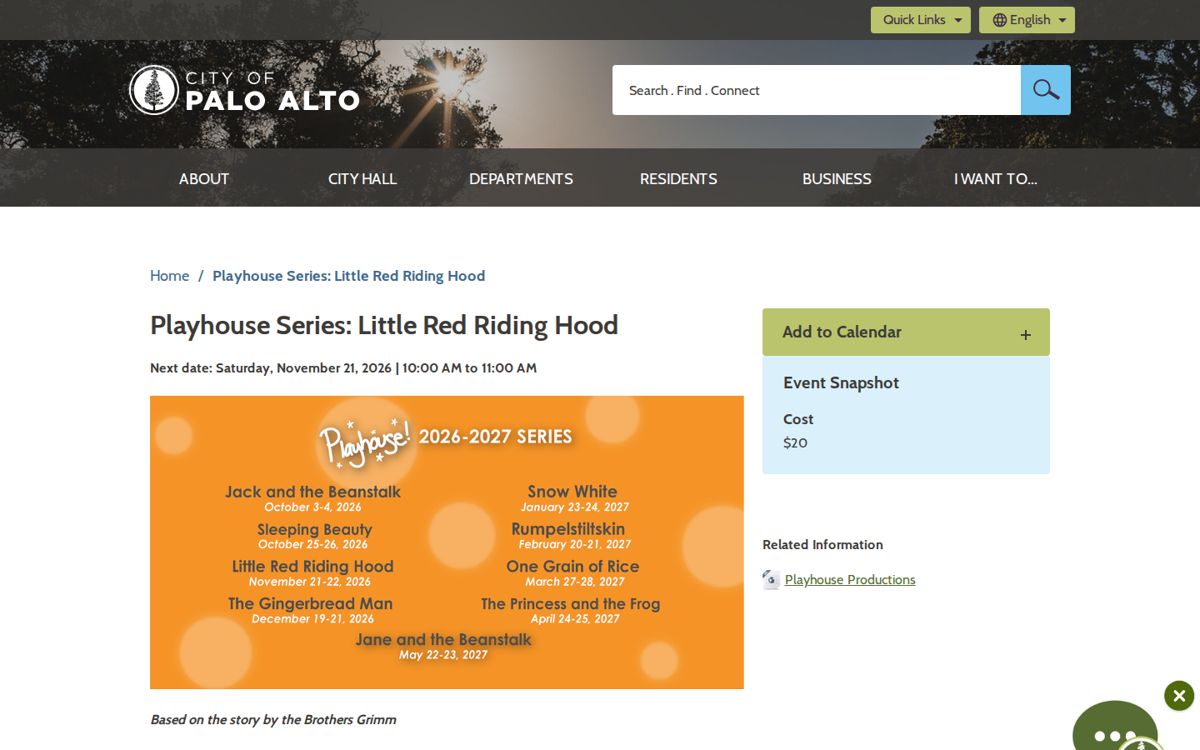 Quick Links
English
CITY OF
PALO ALTO
Search . Find . Connect
ABOUT
CITY HALL
DEPARTMENTS
RESIDENTS
BUSINESS
I WANT TO...
Home / Playhouse Series: Little Red Riding Hood
Playhouse Series: Little Red Riding Hood
Next date: Saturday, November 21, 2026 | 10:00 AM to 11:00 AM
Playhouse! 2026-2027 SERIES
Jack and the Beanstalk
October 3-4, 2026
Sleeping Beauty
October 25-26, 2026
Little Red Riding Hood
November 21-22, 2026
The Gingerbread Man
December 19-21, 2026
Snow White
January 23-24, 2027
Rumpelstiltskin
February 20-21, 2027
One Grain of Rice
March 27-28, 2027
The Princess and the Frog
April 24-25, 2027
Jane and the Beanstalk
May 22-23, 2027
Based on the story by the Brothers Grimm
Add to Calendar
Event Snapshot
Cost
$20
Related Information
Playhouse Productions